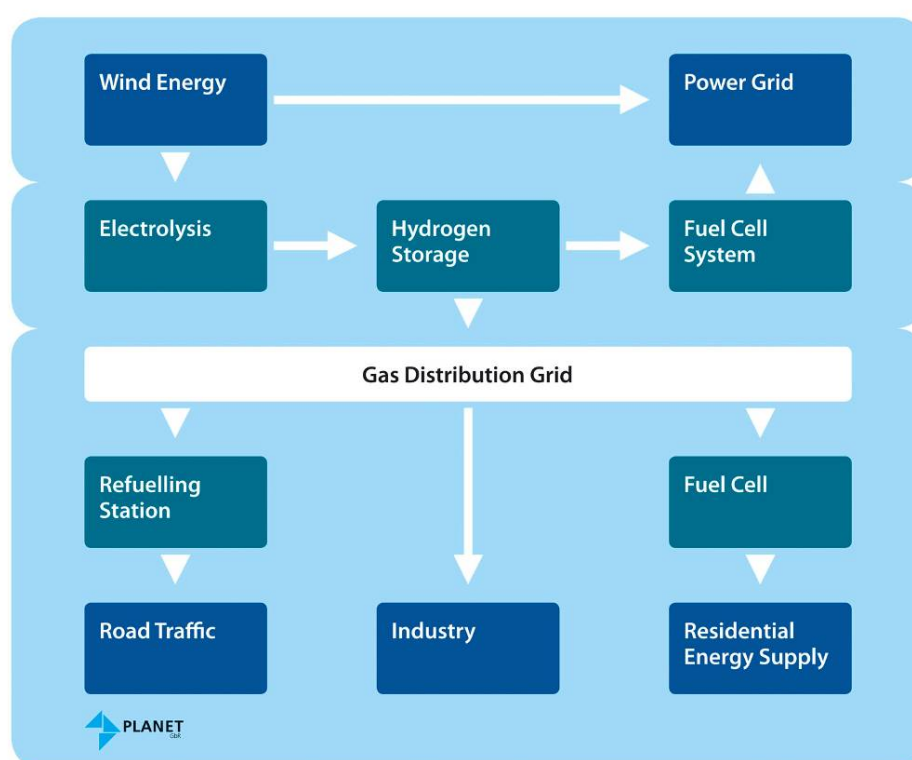 Wind Energy
Power Grid
Electrolysis
Hydrogen
Storage
Fuel Cell
System
Gas Distribution Grid
Refuelling
Station
Fuel Cell
Road Traffic
Industry
Residential
Energy Supply
PLANET
GbR